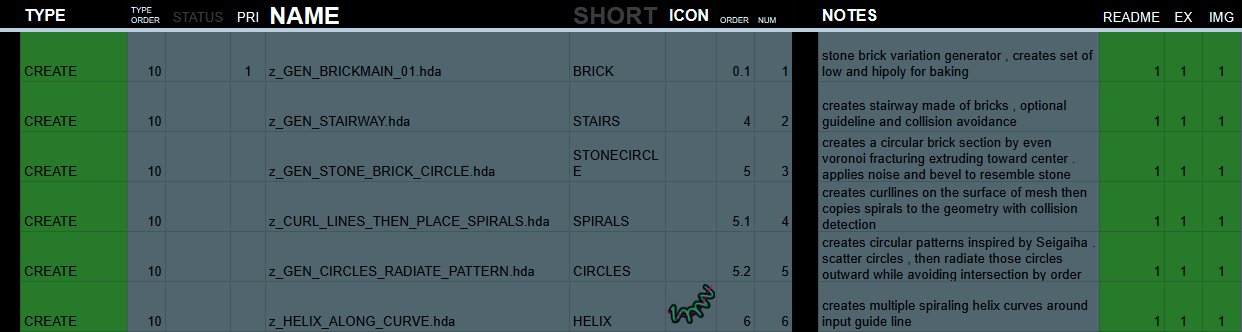 TYPE TYPE ORDER STATUS PRI NAME SHORT ICON ORDER NUM NOTES README EX IMG
CREATE 10 1 z_GEN_BRICKMAIN_01.hda BRICK 0.1 1 stone brick variation generator , creates set of
low and hipoly for baking 1 1 1
CREATE 10 z_GEN_STAIRWAY.hda STAIRS 4 2 creates stairway made of bricks , optional
guideline and collision avoidance 1 1 1
CREATE 10 z_GEN_STONE_BRICK_CIRCLE.hda STONECIRCL
E 5 3 creates a circular brick section by even
voronoi fracturing extruding toward center .
applies noise and bevel to resemble stone 1 1 1
CREATE 10 z_CURL_LINES_THEN_PLACE_SPIRALS.hda SPIRALS 5.1 4 creates curllines on the surface of mesh then
copies spirals to the geometry with collision
detection 1 1 1
CREATE 10 z_GEN_CIRCLES_RADIATE_PATTERN.hda CIRCLES 5.2 5 creates circular patterns inspired by Seigaiha .
scatter circles , then radiate those circles
outward while avoiding intersection by order 1 1 1
CREATE 10 z_HELIX_ALONG_CURVE.hda HELIX 6 6 creates multiple spiraling helix curves around
input guide line 1 1 1